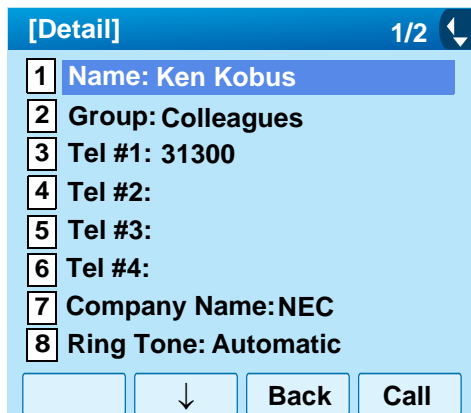 [Detail] 1/2
1 Name: Ken Kobus
2 Group: Colleagues
3 Tel #1: 31300
4 Tel #2:
5 Tel #3:
6 Tel #4:
7 Company Name: NEC
8 Ring Tone: Automatic
↓ Back Call